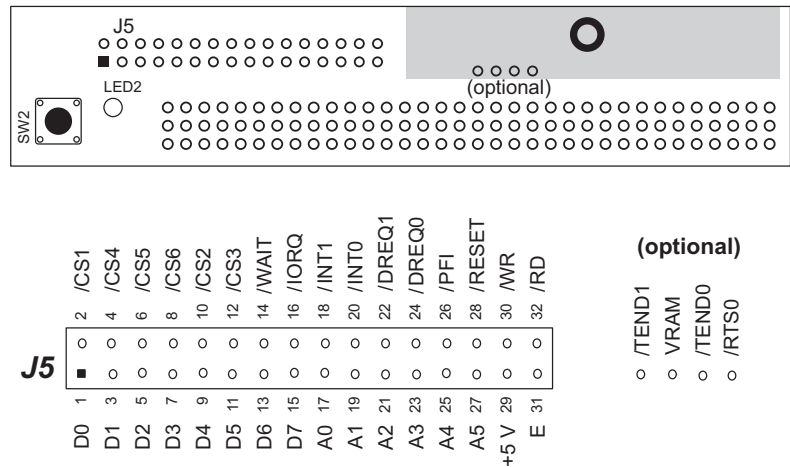 J5
LED2
SW2
(optional)
/CS1
/CS4
/CS5
/CS6
/CS2
/CS3
/WAIT
/IORQ
/INT1
/INT0
/DREQ1
/DREQ0
/PFI
/RESET
/WR
/RD
2 4 6 8 10 12 14 16 18 20 22 24 26 28 30 32
J5
1 3 5 7 9 11 13 15 17 19 21 23 25 27 29 31
D0
D1
D2
D3
D4
D5
D6
D7
A0
A1
A2
A3
A4
A5
+5 V
E
(optional)
/TEND1
VRAM
/TEND0
/RTS0